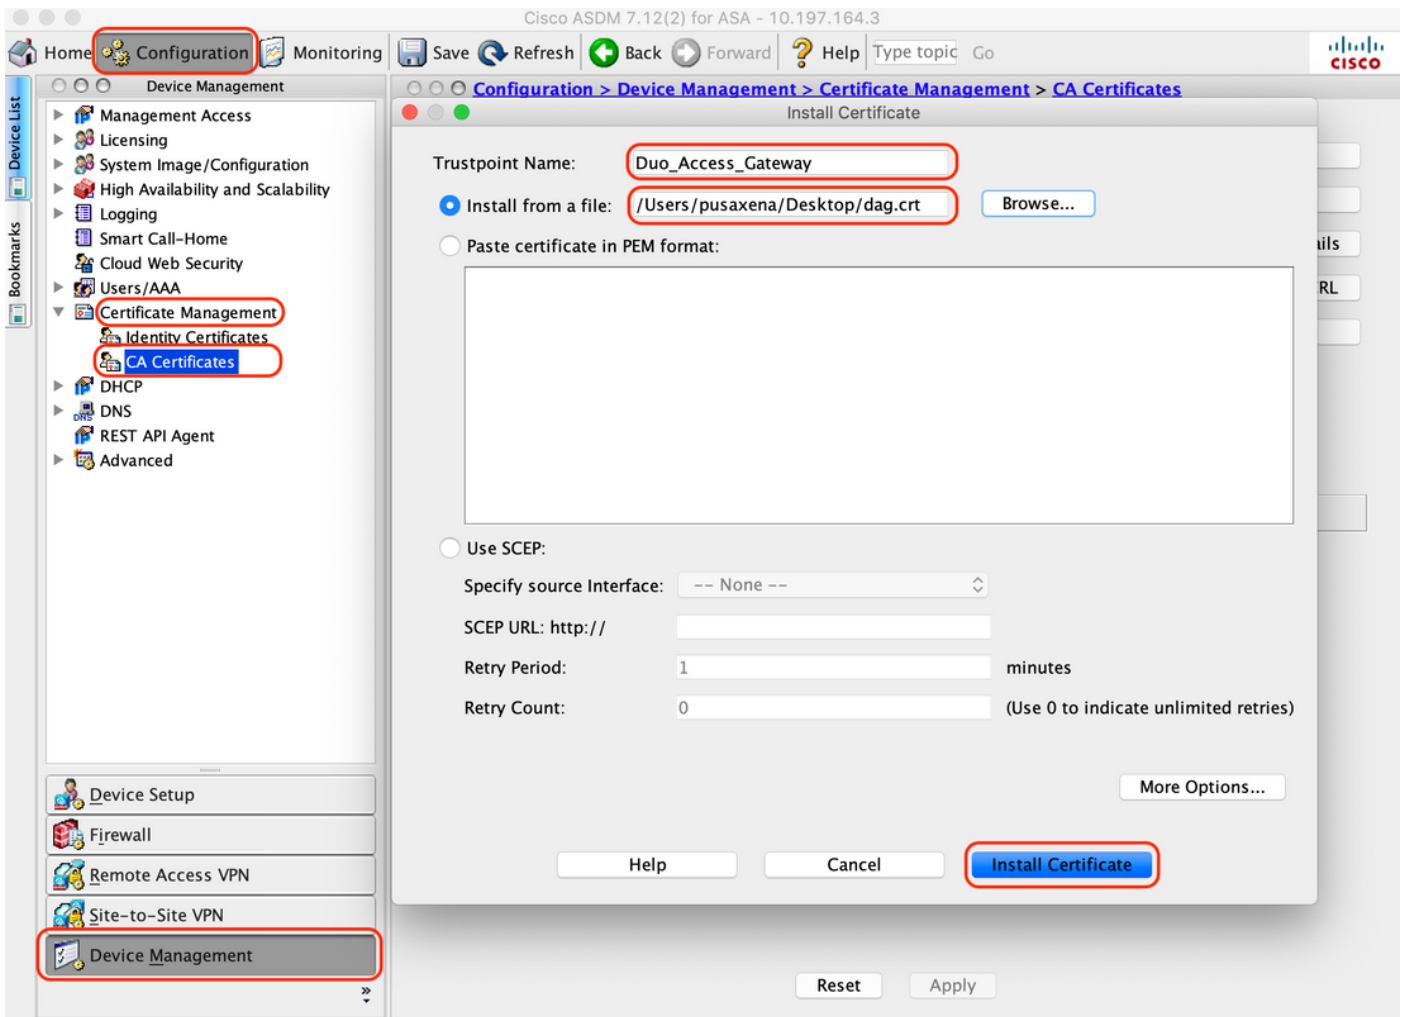 Cisco ASDM 7.12(2) for ASA - 10.197.164.3
Home Configuration Monitoring Save Refresh Back Forward Help Type topic Go
CISCO
Device List
Bookmarks
Device Management
Management Access
Licensing
System Image/Configuration
High Availability and Scalability
Logging
Smart Call-Home
Cloud Web Security
Users/AAA
Certificate Management
Identity Certificates
CA Certificates
DHCP
DNS
REST API Agent
Advanced
Device Setup
Firewall
Remote Access VPN
Site-to-Site VPN
Device Management
»
Configuration > Device Management > Certificate Management > CA Certificates
Install Certificate
Trustpoint Name: Duo_Access_Gateway
Install from a file: /Users/pusaxena/Desktop/dag.crt Browse...
Paste certificate in PEM format:
ails
RL
Use SCEP:
Specify source Interface: -- None --
SCEP URL: http://
Retry Period: 1 minutes
Retry Count: 0 (Use 0 to indicate unlimited retries)
More Options...
Help Cancel Install Certificate
Reset Apply